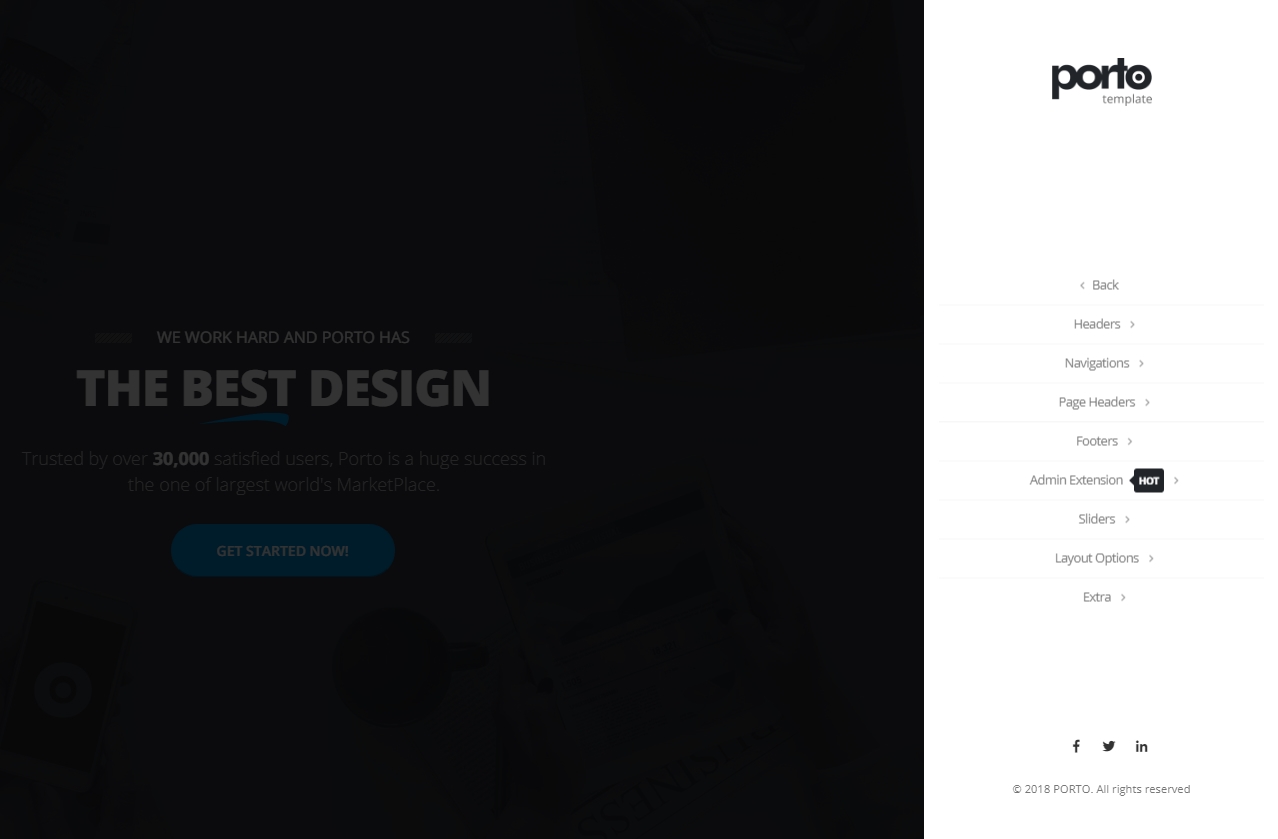 porto
template
Back
Headers
Navigations
Page Headers
Footers
Admin Extension HOT
Sliders
Layout Options
Extra
© 2018 PORTO. All rights reserved
WE WORK HARD AND PORTO HAS
THE BEST DESIGN
Trusted by over 30,000 satisfied users, Porto is a huge success in
the one of largest world's MarketPlace.
GET STARTED NOW!